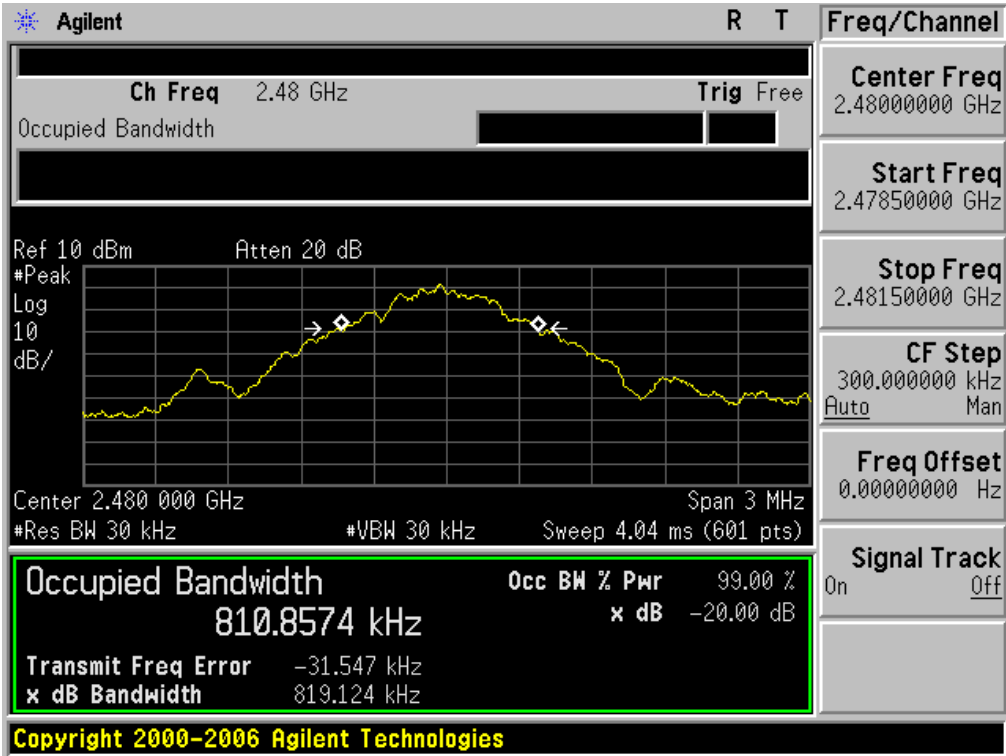 Agilent R T Freq/Channel
Ch Freq 2.48 GHz Trig Free
Occupied Bandwidth
Center Freq
2.48000000 GHz
Start Freq
2.47850000 GHz
Stop Freq
2.48150000 GHz
CF Step
300.000000 kHz
Auto Man
Freq Offset
0.00000000 Hz
Signal Track
On Off
Ref 10 dBm Atten 20 dB
#Peak
Log
10
dB/
Center 2.480 000 GHz Span 3 MHz
#Res BW 30 kHz #VBW 30 kHz Sweep 4.04 ms (601 pts)
Occupied Bandwidth
810.8574 kHz
Occ BW % Pwr 99.00 %
x dB -20.00 dB
Transmit Freq Error -31.547 kHz
x dB Bandwidth 819.124 kHz
Copyright 2000-2006 Agilent Technologies